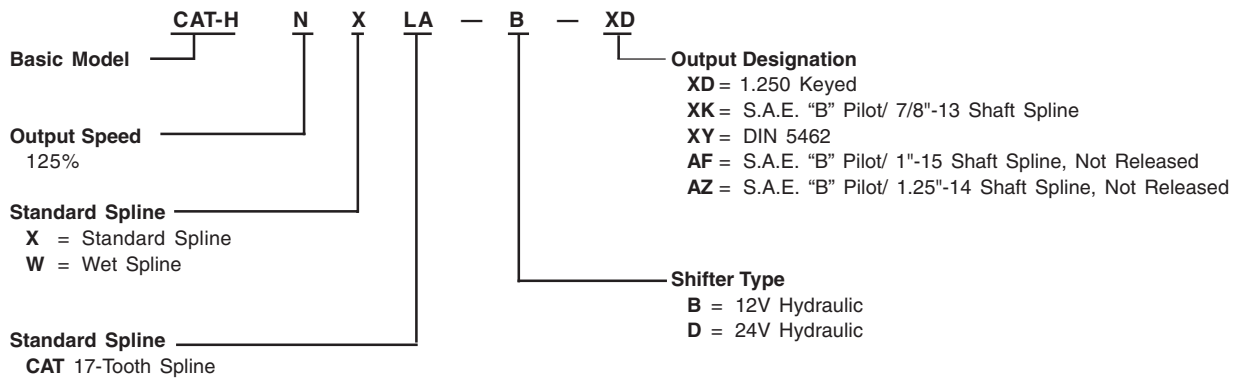 CAT-H N X LA — B — XD
Basic Model
Output Speed
125%
Standard Spline
X = Standard Spline
W = Wet Spline
Standard Spline
CAT 17-Tooth Spline
Output Designation
XD = 1.250 Keyed
XK = S.A.E. “B” Pilot/ 7/8"-13 Shaft Spline
XY = DIN 5462
AF = S.A.E. “B” Pilot/ 1"-15 Shaft Spline, Not Released
AZ = S.A.E. “B” Pilot/ 1.25"-14 Shaft Spline, Not Released
Shifter Type
B = 12V Hydraulic
D = 24V Hydraulic